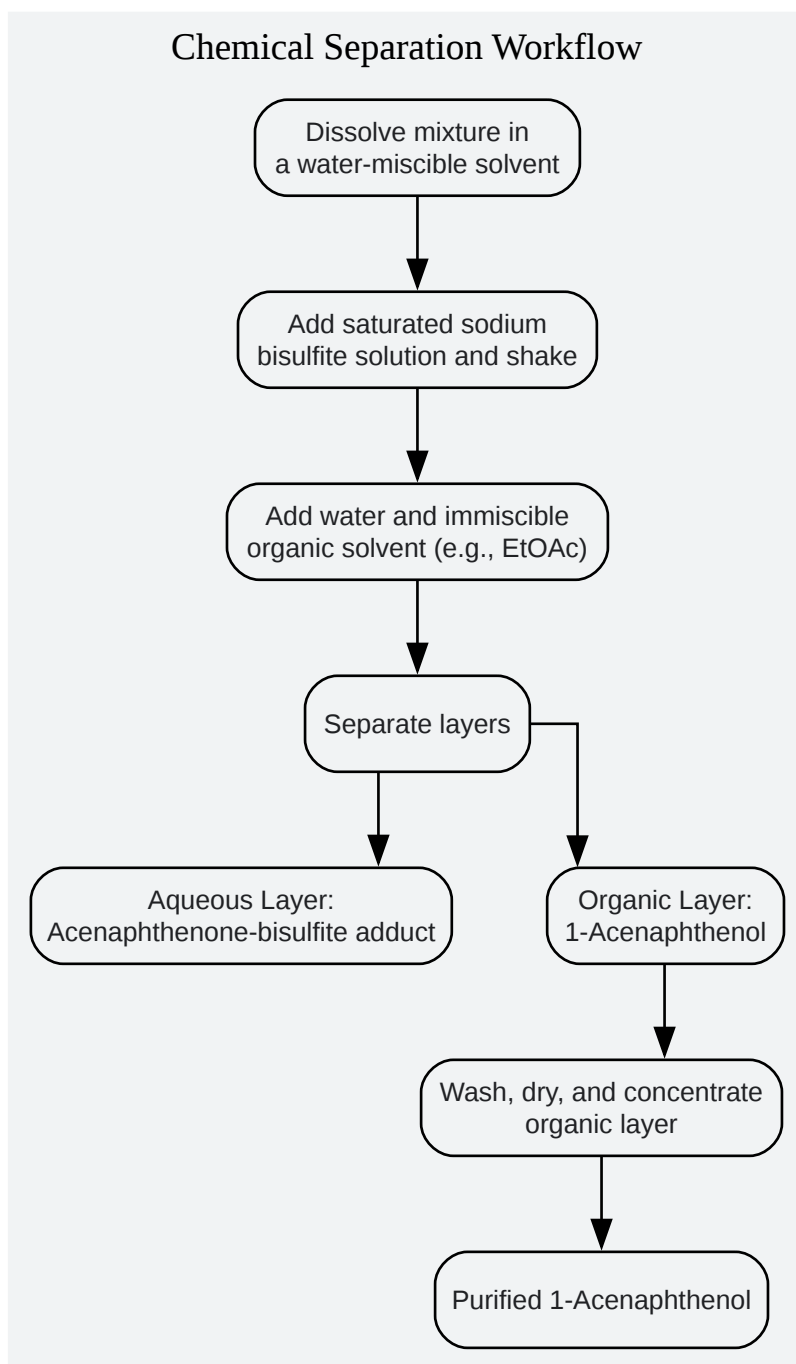 Chemical Separation Workflow
Dissolve mixture in
a water-miscible solvent
Add saturated sodium
bisulfite solution and shake
Add water and immiscible
organic solvent (e.g., EtOAc)
Separate layers
Aqueous Layer:
Acenaphthenone-bisulfite adduct
Organic Layer:
1-Acenaphthenol
Wash, dry, and concentrate
organic layer
Purified 1-Acenaphthenol